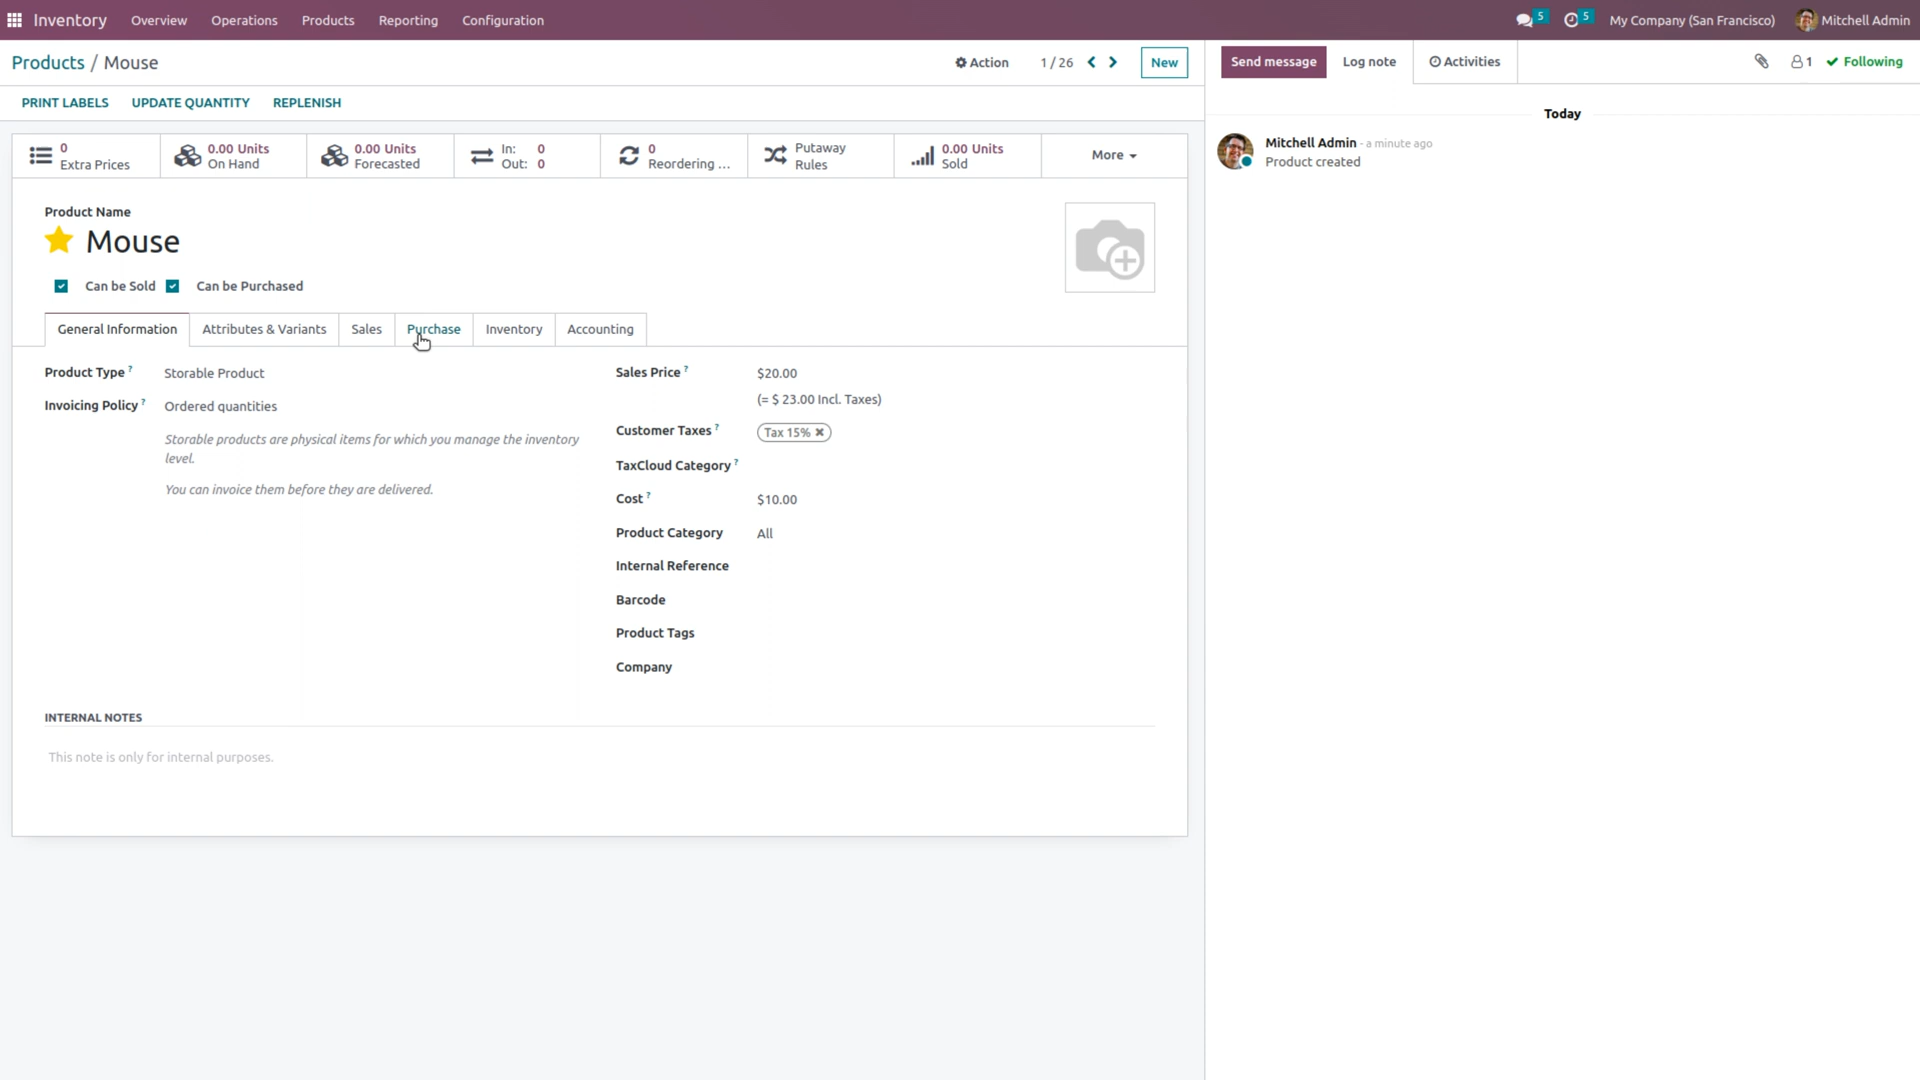 Inventory Overview Operations Products Reporting Configuration 5 5 My Company (San Francisco) Mitchell Admin
Products / Mouse Action 1 / 26 New
Send message Log note Activities 1 Following
PRINT LABELS UPDATE QUANTITY REPLENISH
0
Extra Prices
0.00 Units
On Hand
0.00 Units
Forecasted
In: 0
Out: 0
0
Reordering ...
Putaway
Rules
0.00 Units
Sold
More
Product Name
Mouse
Can be Sold Can be Purchased
General Information Attributes & Variants Sales Purchase Inventory Accounting
Product Type ? Storable Product
Invoicing Policy ? Ordered quantities
Storable products are physical items for which you manage the inventory
level.
You can invoice them before they are delivered.
Sales Price ? $20.00
(= $ 23.00 Incl. Taxes)
Customer Taxes ? Tax 15% ✖
TaxCloud Category ?
Cost ? $10.00
Product Category All
Internal Reference
Barcode
Product Tags
Company
INTERNAL NOTES
This note is only for internal purposes.
Today
Mitchell Admin - a minute ago
Product created